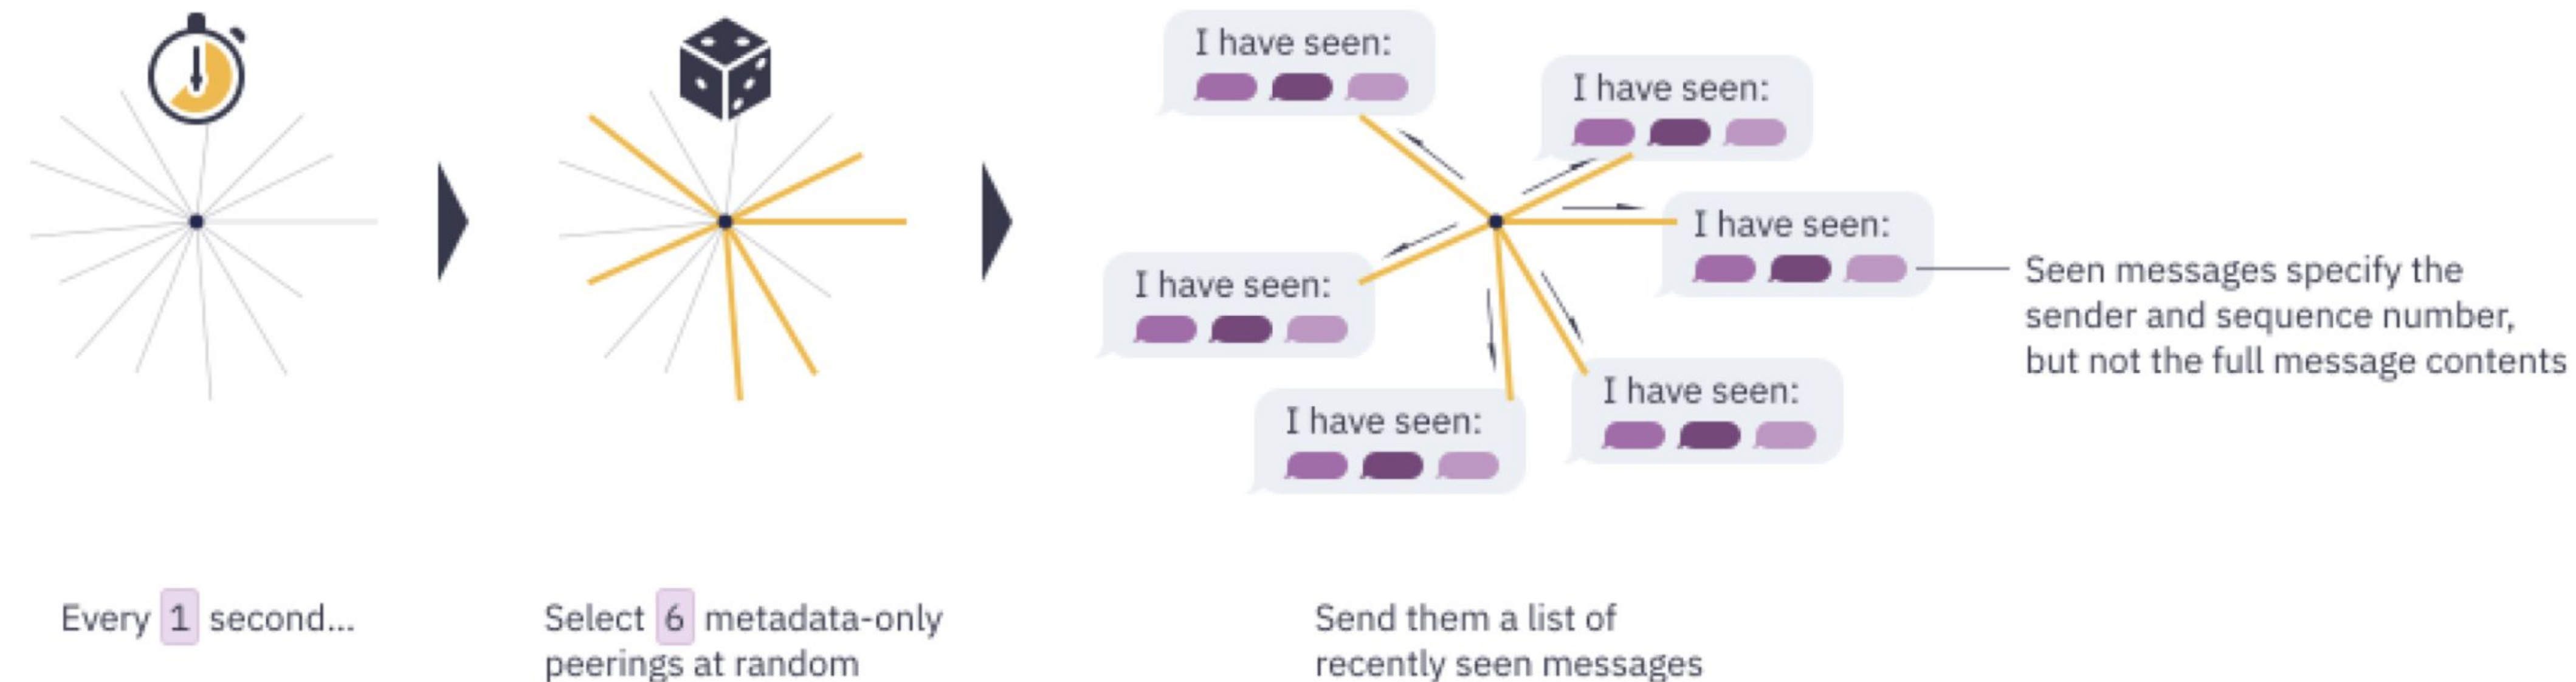 I have seen:
I have seen:
I have seen:
I have seen:
I have seen:
I have seen:
Seen messages specify the
sender and sequence number,
but not the full message contents
Every 1 second...
Select 6 metadata-only
peerings at random
Send them a list of
recently seen messages